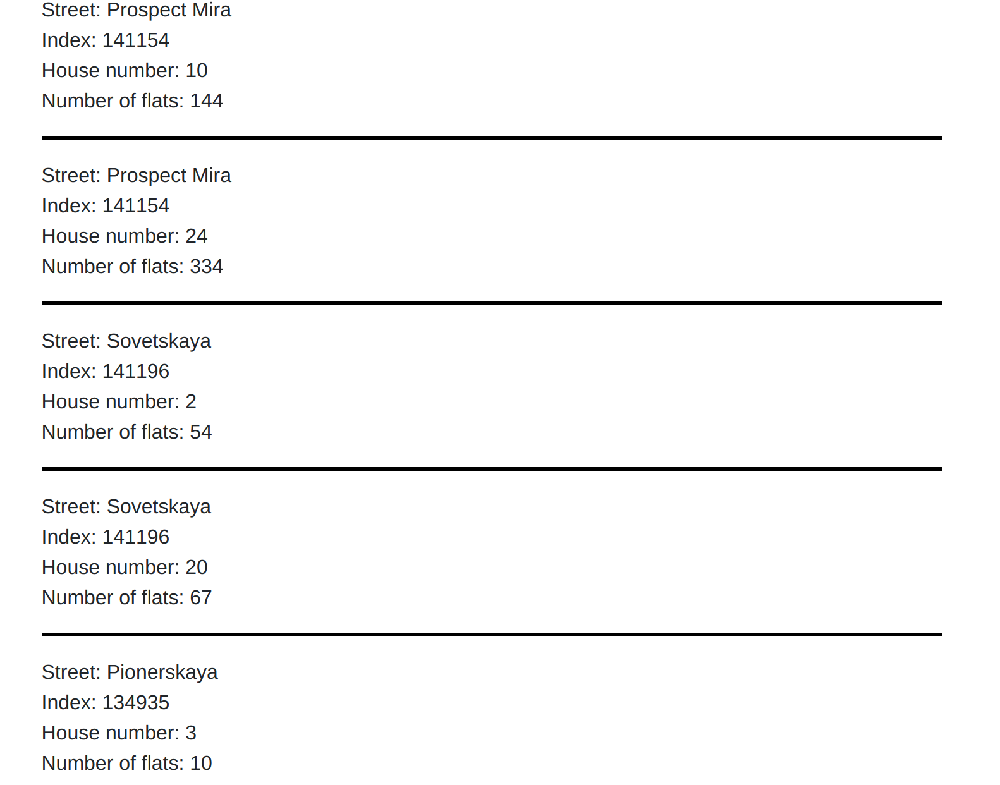 Street: Prospect Mira
Index: 141154
House number: 10
Number of flats: 144
Street: Prospect Mira
Index: 141154
House number: 24
Number of flats: 334
Street: Sovetskaya
Index: 141196
House number: 2
Number of flats: 54
Street: Sovetskaya
Index: 141196
House number: 20
Number of flats: 67
Street: Pionerskaya
Index: 134935
House number: 3
Number of flats: 10